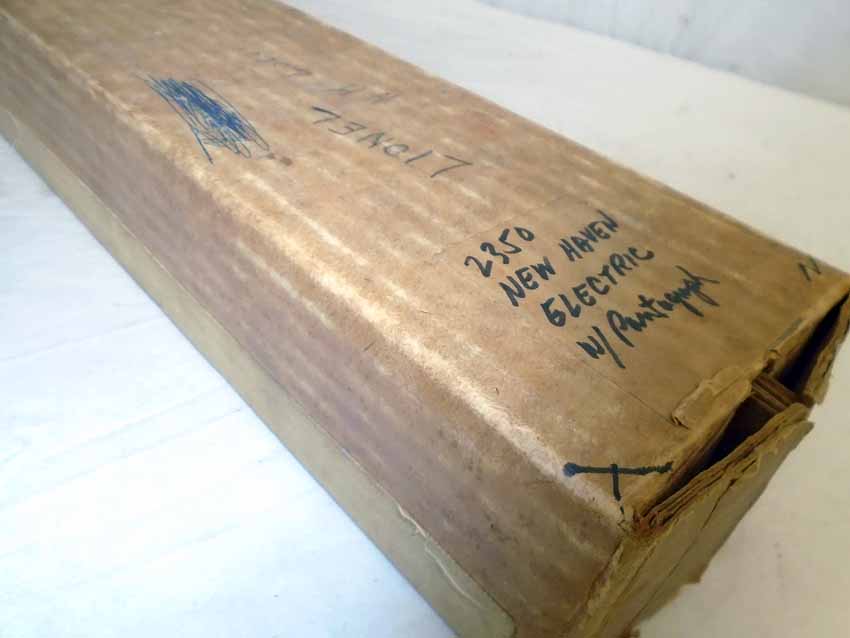 LIONEL
2350
NEW HAVEN
ELECTRIC
W/ Pantograph
X